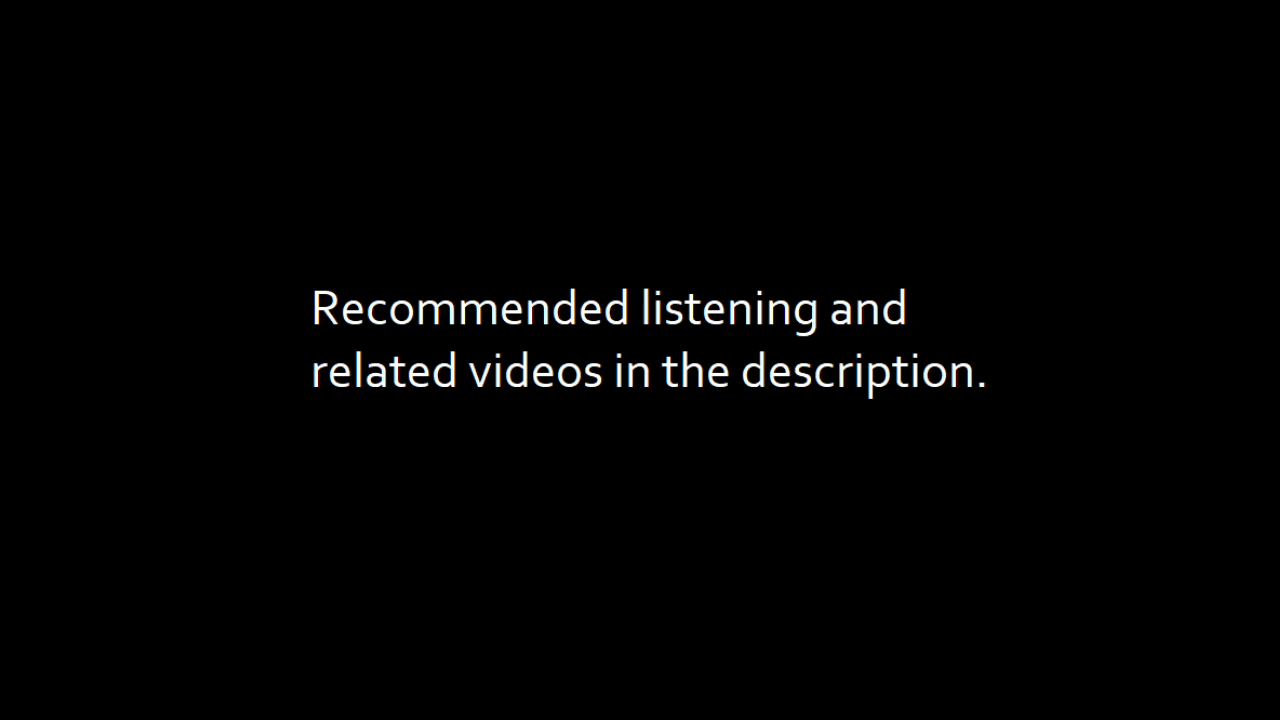 Recommended listening and
related videos in the description.